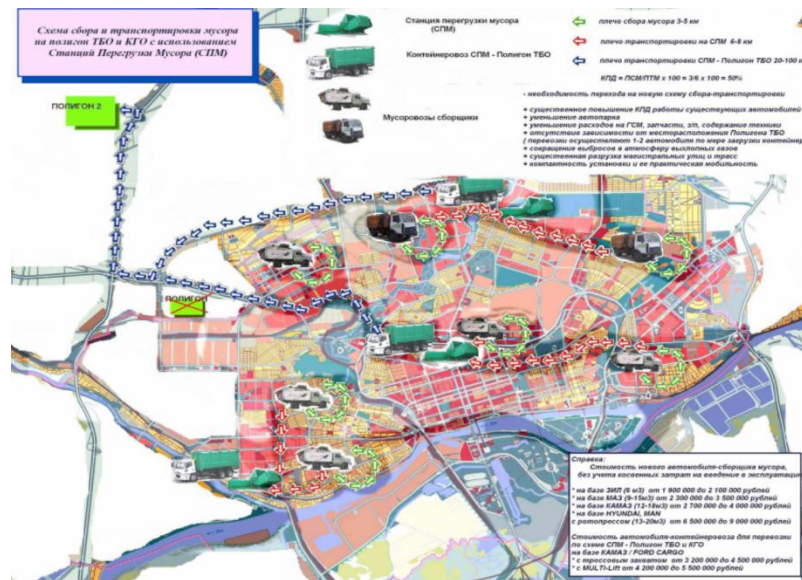 Схема сбора и транспортировки мусора
на полигон ТБО и КГО с использованием
Станций Перегрузки Мусора (СПМ)
Станция перегрузки мусора
(СПМ)
Контейнеровоз СПМ - Полигон ТБО
Мусоровозы сборщики
плечо сбора мусора 3-5 км
плечо транспортировки на СПМ 6-8 км
плечо транспортировки СПМ - Полигон ТБО 20-100
КПД = ПСМ/ПТМ x 100 = 3/6 x 100 = 50%
- необходимость перехода на новую схему сбора-транспортировки
+ существенное повышение КПД работы существующих автомобилей
+ уменьшение автопарка
+ уменьшение расходов на ГСМ, запчасти, з/п, содержание техники
+ отсутствие зависимости от месторасположения Полигона ТБО
( перевозки осуществляют 1-2 автомобиля по мере загрузки контейнер
+ сокращение выбросов в атмосферу выхлопных газов
+ существенная разрузка магистральных улиц и трасс
+ компактность установки и ее практическая мобильность
ПОЛИГОН 2
ПОЛИГОН
Справка:
Стоимость нового автомобиля-сборщика мусора,
без учета косвенных затрат на введение в эксплуатаци
* на базе ЗИЛ (6 м3) от 1 900 000 до 2 100 000 рублей
* на базе МАЗ (9-15м3) от 2 300 000 до 3 500 000 рублей
* на базе КАМАЗ (12-18м3) от 2 700 000 до 4 000 000 рублей
* на базе HYUNDAI, MAN
с ротопрессом (13-20м3) от 6 500 000 до 9 000 000 рублей
Стоимость автомобиля-контейнеровоза для перевозки
по схеме СПМ - Полигон ТБО и КГО
на базе КАМАЗ / FORD CARGO
* с тросовым захватом от 3 200 000 до 4 500 000 рублей
* с MULTI-Lift от 4 200 000 до 5 500 000 рублей